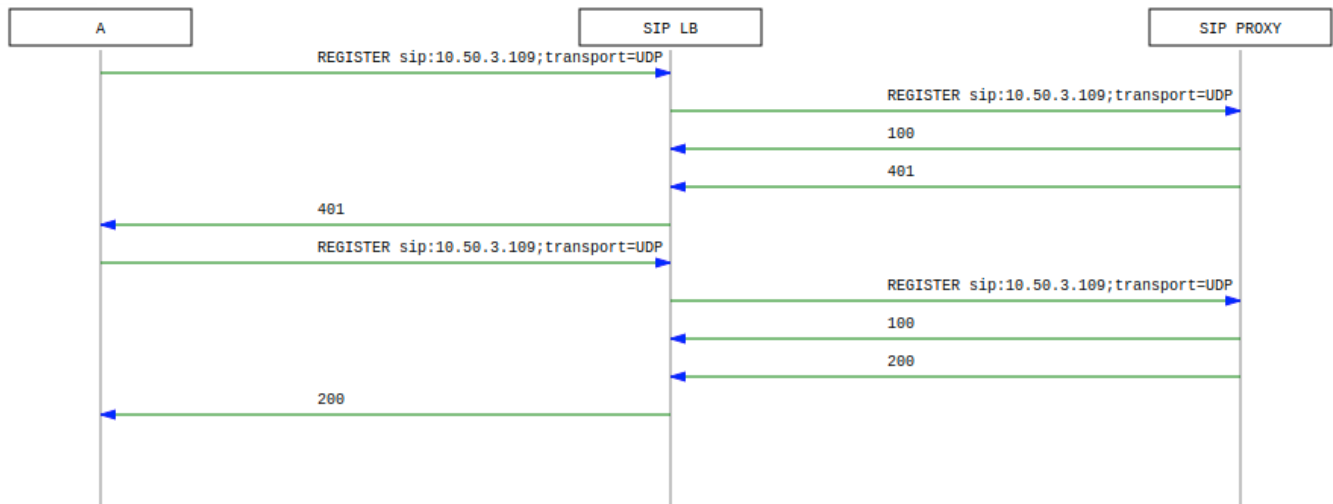 A
SIP LB
SIP PROXY
REGISTER sip:10.50.3.109;transport=UDP
REGISTER sip:10.50.3.109;transport=UDP
100
401
401
REGISTER sip:10.50.3.109;transport=UDP
REGISTER sip:10.50.3.109;transport=UDP
100
200
200